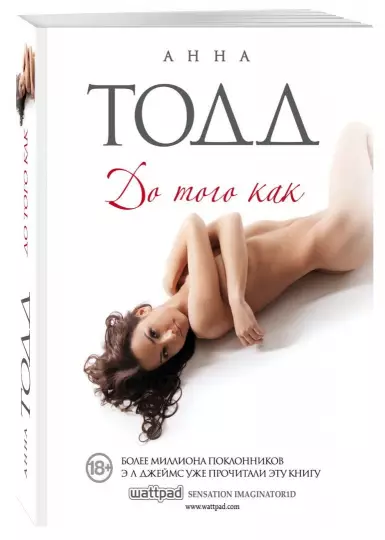 АННА
ТОДД
До того как
18+
БОЛЕЕ МИЛЛИОНА ПОКЛОННИКОВ
Э Л ДЖЕЙМС УЖЕ ПРОЧИТАЛИ ЭТУ КНИГУ
wattpad SENSATION IMAGINATOR1D
www.wattpad.com
АННА ТОДД ДО ТОГО КАК